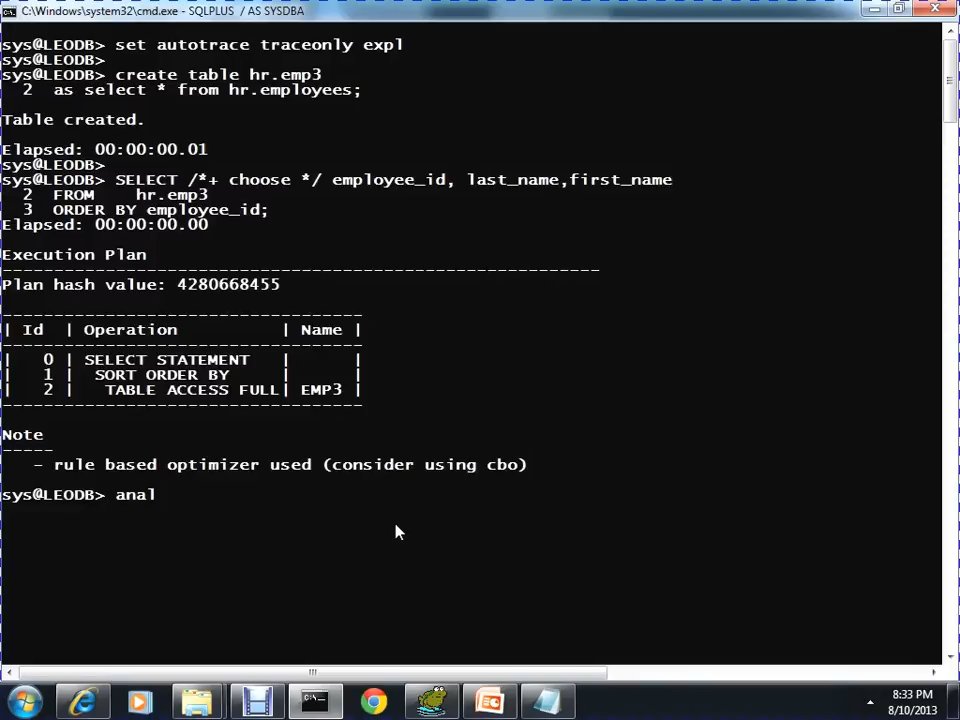 C:\Windows\system32\cmd.exe - SQLPLUS / AS SYSDBA
sys@LEODB> set autotrace traceonly expl
sys@LEODB>
sys@LEODB> create table hr.emp3
  2  as select * from hr.employees;
Table created.
Elapsed: 00:00:00.01
sys@LEODB>
sys@LEODB> SELECT /*+ choose */ employee_id, last_name,first_name
  2  FROM    hr.emp3
  3  ORDER BY employee_id;
Elapsed: 00:00:00.00
Execution Plan
----------------------------------------------------------
Plan hash value: 4280668455
-----------------------------------
| Id  | Operation          | Name |
-----------------------------------
|   0 | SELECT STATEMENT   |      |
|   1 |  SORT ORDER BY     |      |
|   2 |   TABLE ACCESS FULL| EMP3 |
-----------------------------------
Note
-----
   - rule based optimizer used (consider using cbo)
sys@LEODB> anal
8:33 PM
8/10/2013